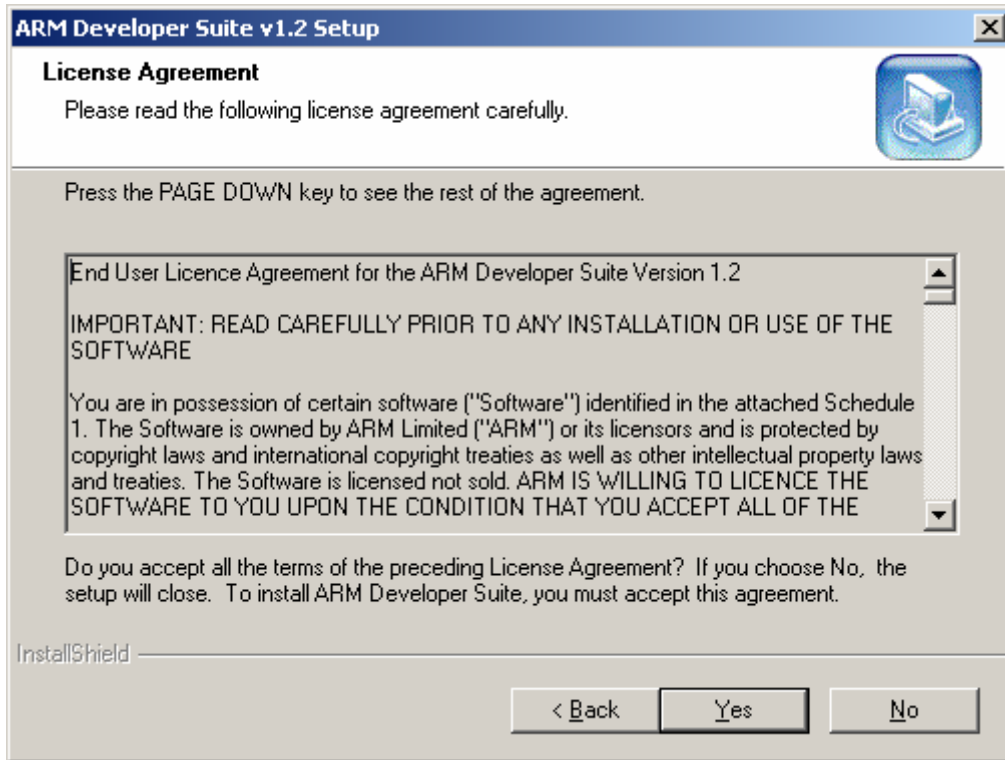 ARM Developer Suite v1.2 Setup
License Agreement
Please read the following license agreement carefully.
Press the PAGE DOWN key to see the rest of the agreement.
End User Licence Agreement for the ARM Developer Suite Version 1.2
IMPORTANT: READ CAREFULLY PRIOR TO ANY INSTALLATION OR USE OF THE
SOFTWARE
You are in possession of certain software ("Software") identified in the attached Schedule
1. The Software is owned by ARM Limited ("ARM") or its licensors and is protected by
copyright laws and international copyright treaties as well as other intellectual property laws
and treaties. The Software is licensed not sold. ARM IS WILLING TO LICENCE THE
SOFTWARE TO YOU UPON THE CONDITION THAT YOU ACCEPT ALL OF THE
Do you accept all the terms of the preceding License Agreement?  If you choose No,  the
setup will close.  To install ARM Developer Suite, you must accept this agreement.
InstallShield
< Back Yes No